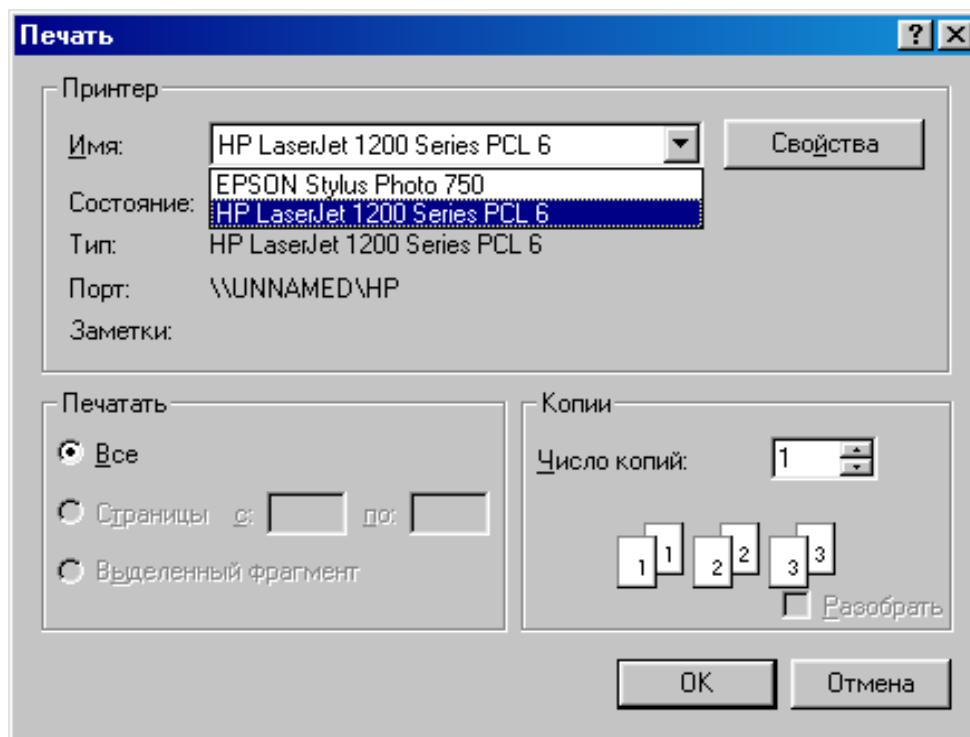 Печать
Принтер
Имя: HP LaserJet 1200 Series PCL 6 Свойства
EPSON Stylus Photo 750
Состояние: HP LaserJet 1200 Series PCL 6
Тип: HP LaserJet 1200 Series PCL 6
Порт: \\UNNAMED\HP
Заметки:
Печатать
Все
Страницы с: по:
Выделенный фрагмент
Копии
Число копий: 1
1 1 2 2 3 3
Разобрать
OK Отмена